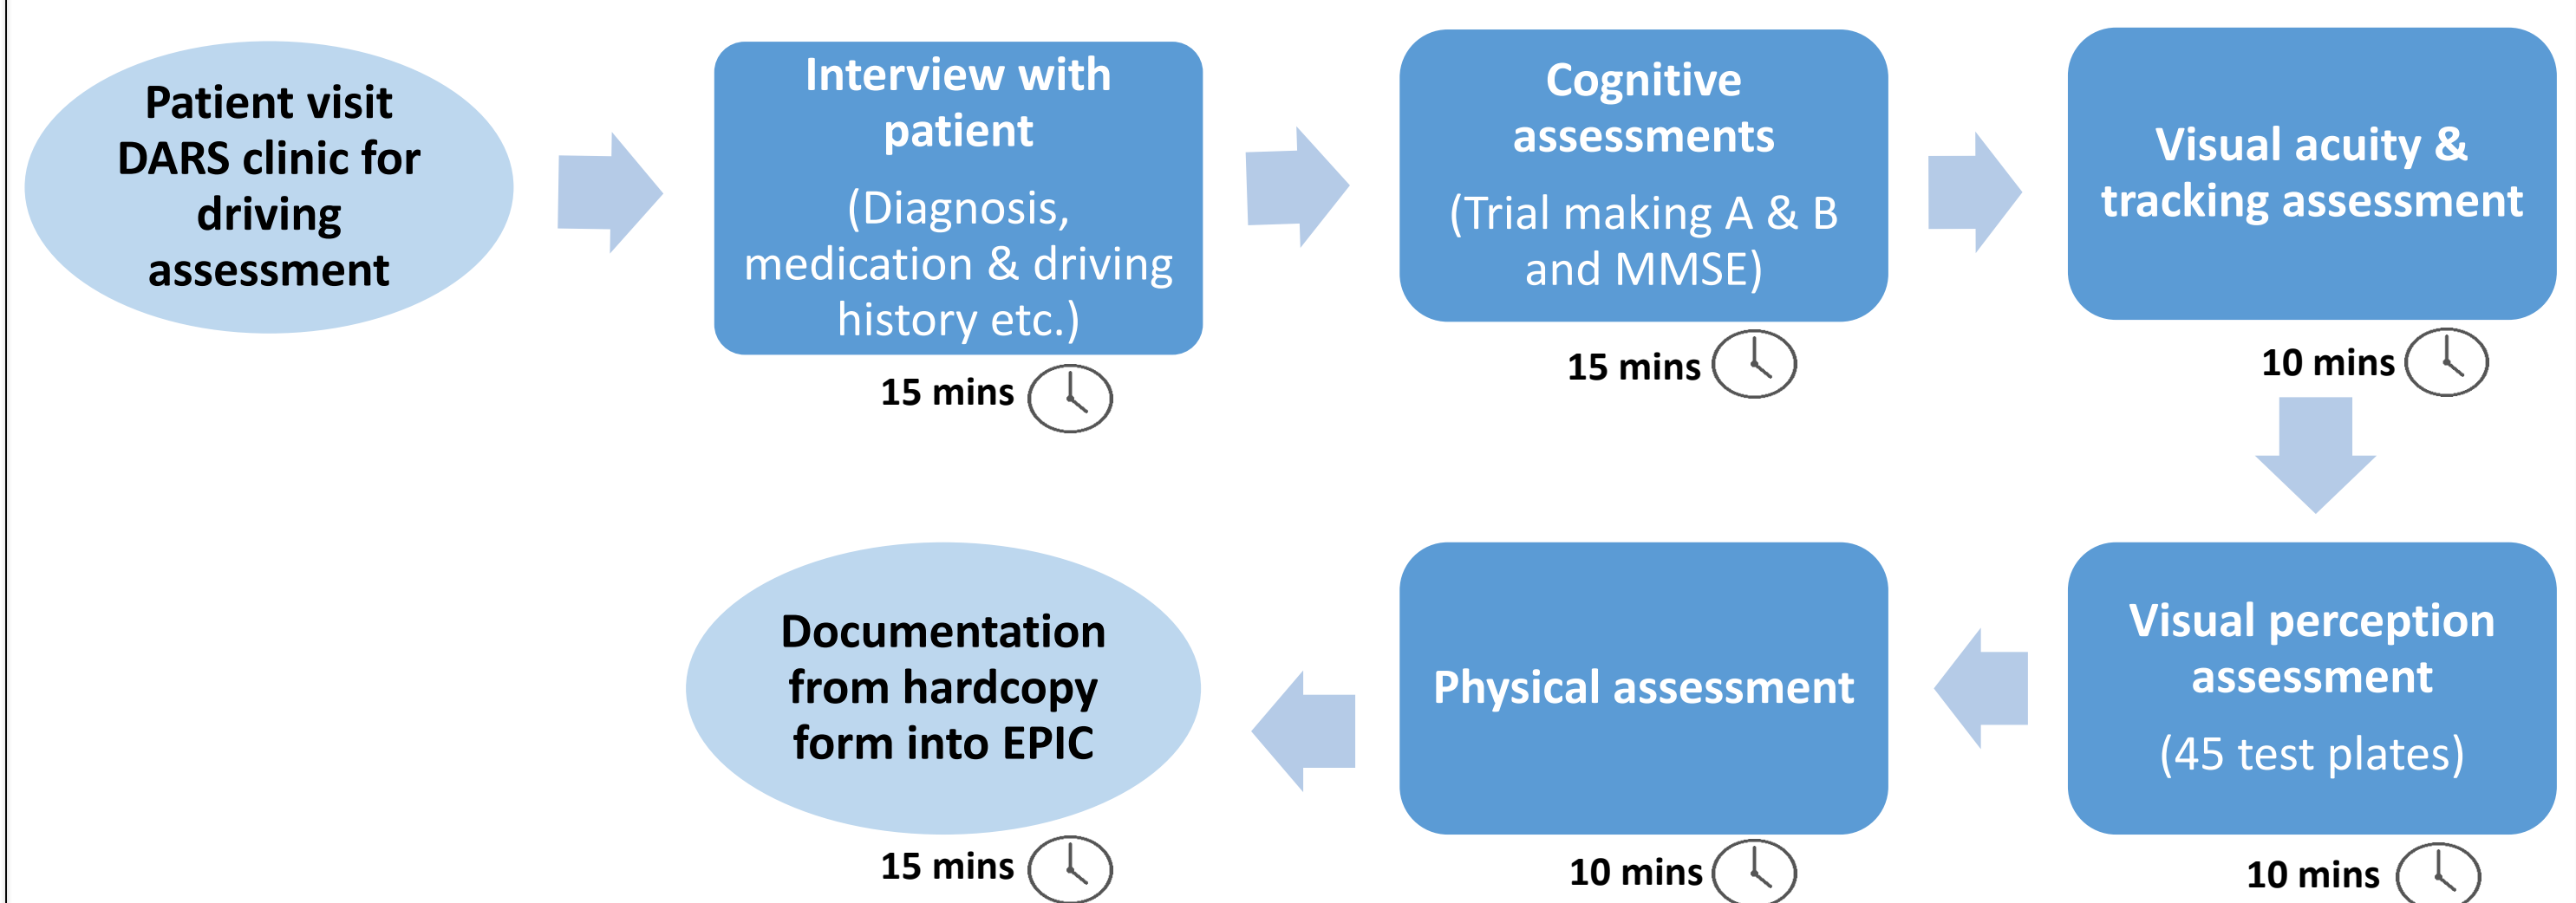 Patient visit
DARS clinic for
driving
assessment
Interview with
patient
(Diagnosis,
medication & driving
history etc.)
15 mins
Cognitive
assessments
(Trial making A & B
and MMSE)
15 mins
Visual acuity &
tracking assessment
10 mins
Visual perception
assessment
(45 test plates)
10 mins
Physical assessment
10 mins
Documentation
from hardcopy
form into EPIC
15 mins